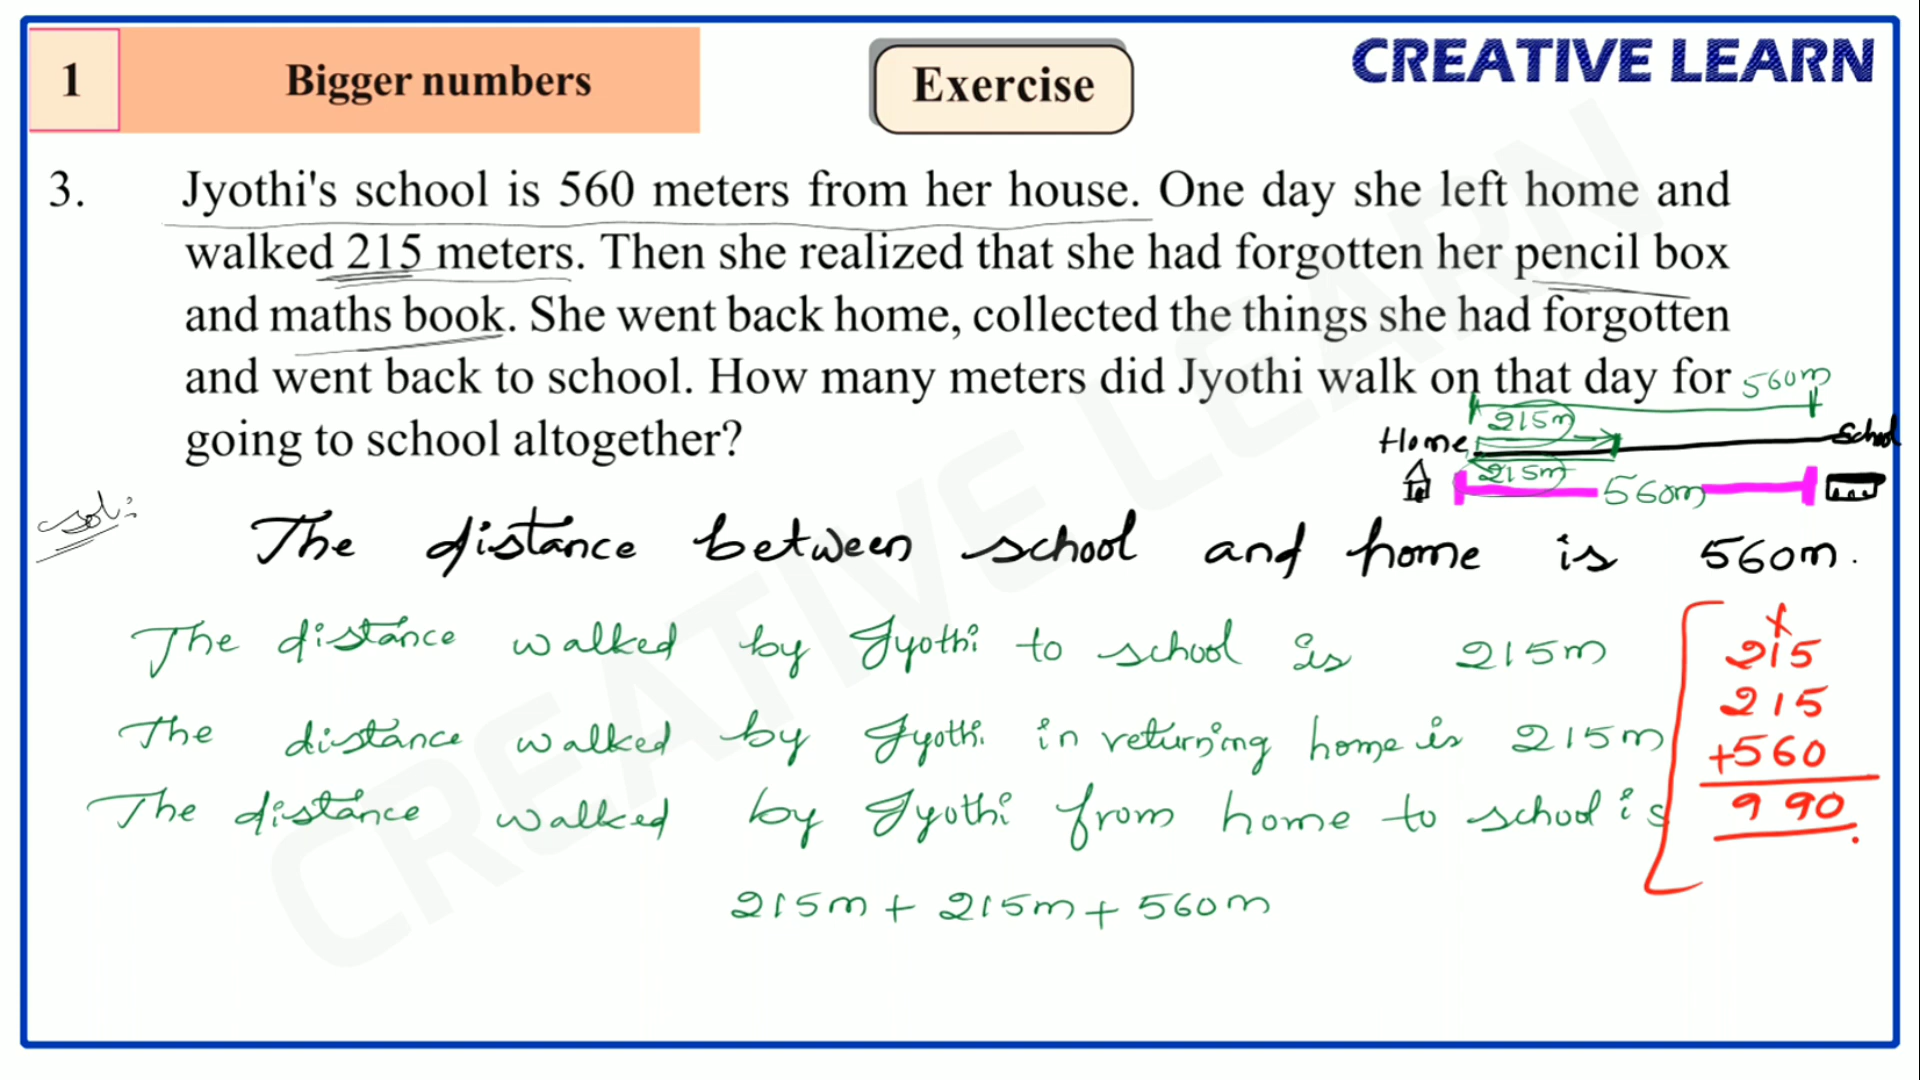 1 Bigger numbers Exercise CREATIVE LEARN
3. Jyothi's school is 560 meters from her house. One day she left home and
walked 215 meters. Then she realized that she had forgotten her pencil box
and maths book. She went back home, collected the things she had forgotten
and went back to school. How many meters did Jyothi walk on that day for
going to school altogether?
560m
215m
Home School
215m
560m
Sol:
The distance between school and home is 560m.
The distance walked by Jyothi to school is 215m
The distance walked by Jyothi in returning home is 215m
The distance walked by Jyothi from home to school is
215m + 215m + 560m
1
215
215
+560
990.
CREATIVE LEARN